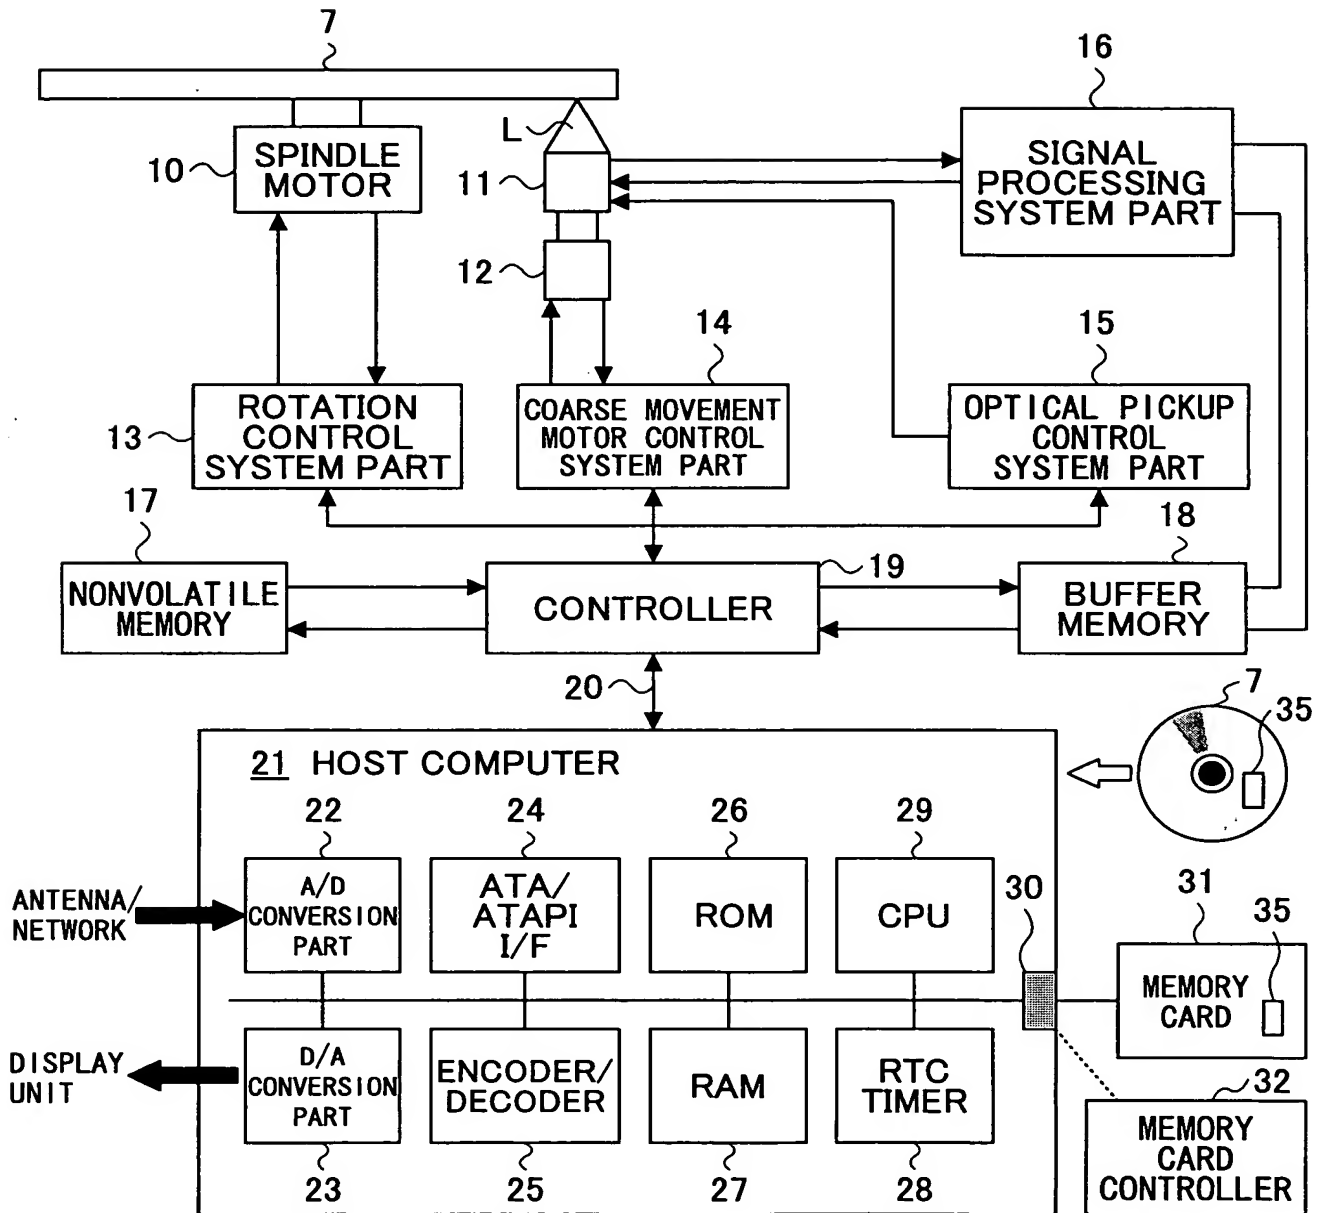 7
16
L
10
SPINDLE
MOTOR
11
SIGNAL
PROCESSING
SYSTEM PART
12
14
15
13
ROTATION
CONTROL
SYSTEM PART
COARSE MOVEMENT
MOTOR CONTROL
SYSTEM PART
OPTICAL PICKUP
CONTROL
SYSTEM PART
17
18
19
NONVOLATILE
MEMORY
CONTROLLER
BUFFER
MEMORY
20
7
35
21 HOST COMPUTER
22
24
26
29
ANTENNA/
NETWORK
A/D
CONVERSION
PART
ATA/
ATAPI
I/F
ROM
CPU
30
31
35
MEMORY
CARD
DISPLAY
UNIT
D/A
CONVERSION
PART
ENCODER/
DECODER
RAM
RTC
TIMER
32
MEMORY
CARD
CONTROLLER
23
25
27
28